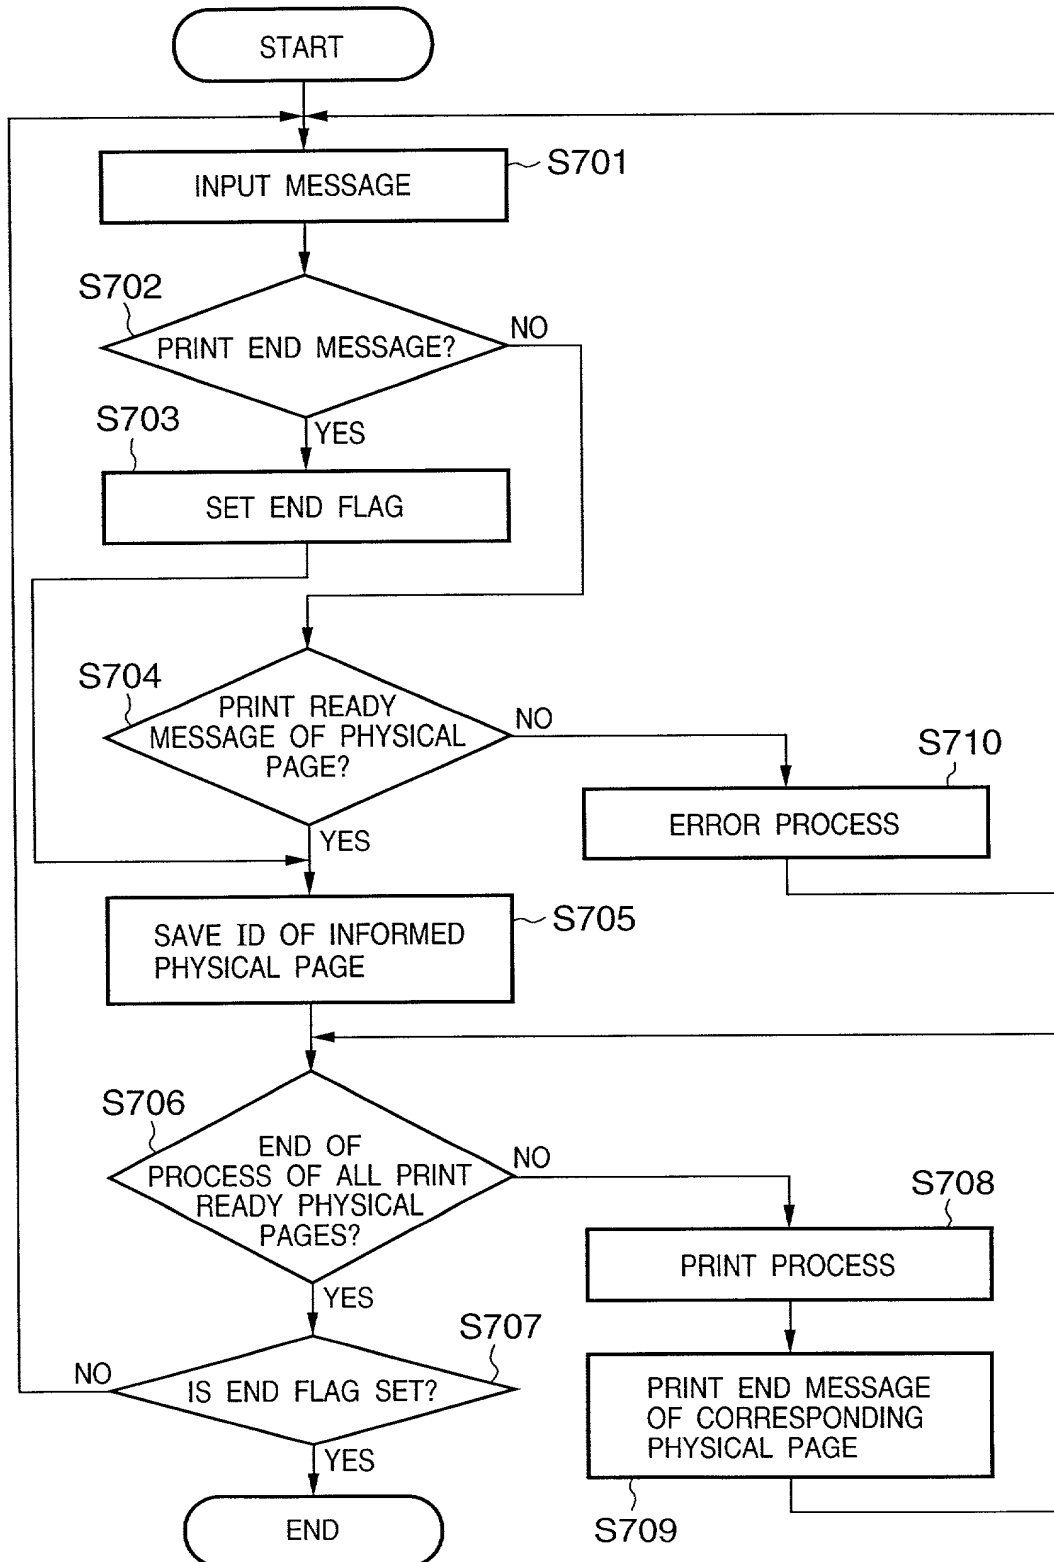 START
INPUT MESSAGE
S701
S702
PRINT END MESSAGE?
NO
YES
S703
SET END FLAG
S704
PRINT READY
MESSAGE OF PHYSICAL
PAGE?
NO
YES
S710
ERROR PROCESS
S705
SAVE ID OF INFORMED
PHYSICAL PAGE
S706
END OF
PROCESS OF ALL PRINT
READY PHYSICAL
PAGES?
NO
YES
S708
PRINT PROCESS
S707
IS END FLAG SET?
NO
YES
PRINT END MESSAGE
OF CORRESPONDING
PHYSICAL PAGE
S709
END